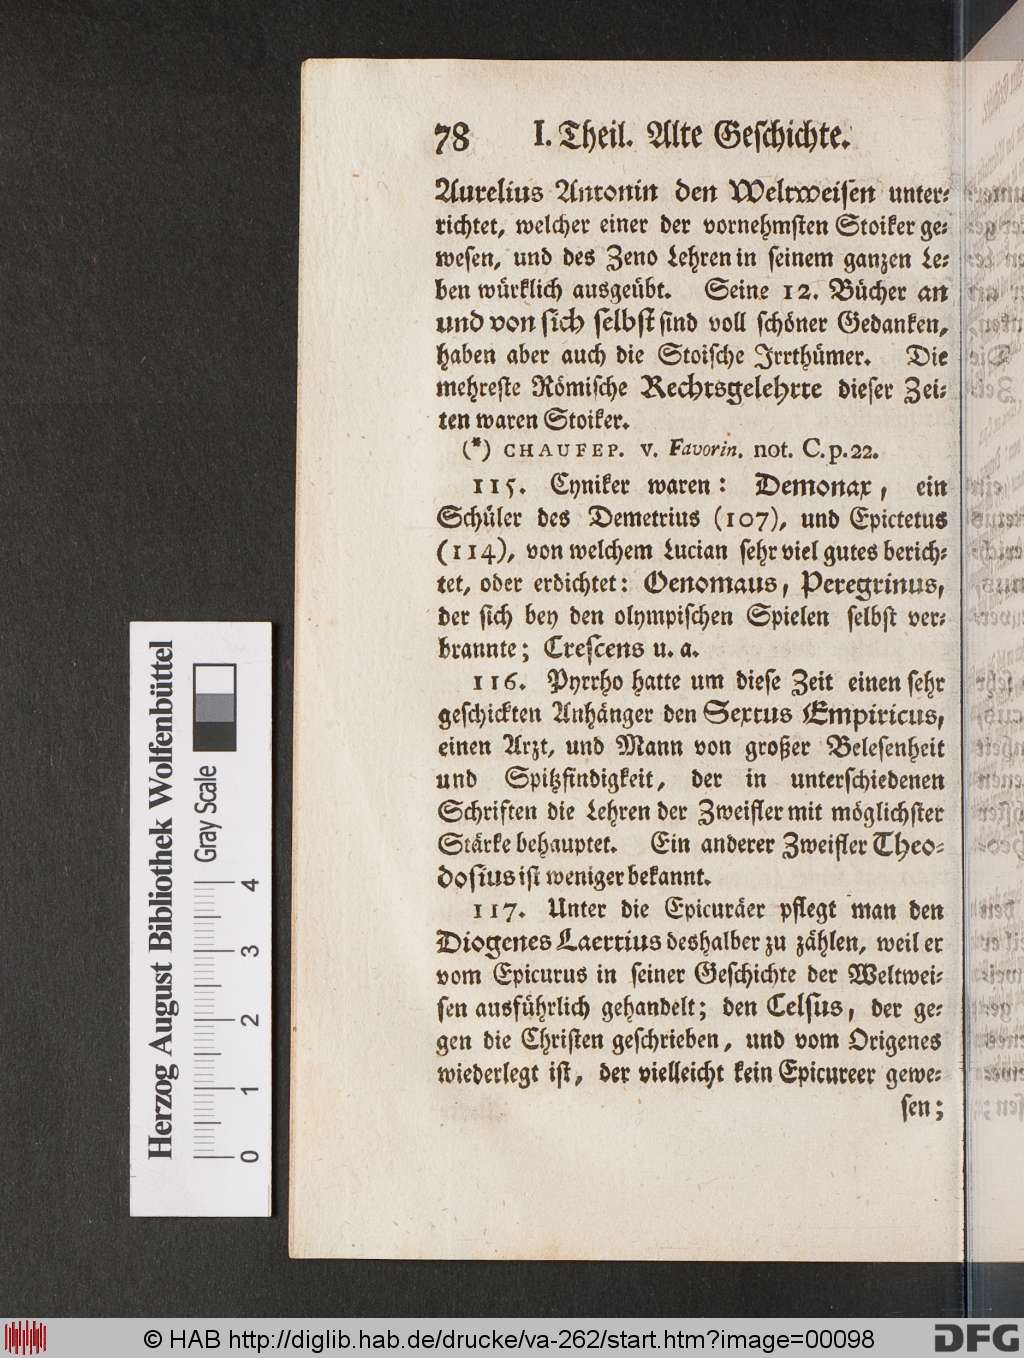 78 I. Theil. Alte Geschichte.
Aurelius Antonin den Weltweisen unter-
richtet, welcher einer der vornehmsten Stoiker ge-
wesen, und des Zeno Lehren in seinem ganzen Le-
ben würklich ausgeübt. Seine 12. Bücher an
und von sich selbst sind voll schöner Gedanken,
haben aber auch die Stoische Irrthümer. Die
mehreste Römische Rechtsgelehrte dieser Zei-
ten waren Stoiker.
(*) CHAUFEP. v. Favorin. not. C. p. 22.
115. Cyniker waren: Demonax, ein
Schüler des Demetrius (107), und Epictetus
(114), von welchem Lucian sehr viel gutes berich-
tet, oder erdichtet: Oenomaus, Peregrinus,
der sich bey den olympischen Spielen selbst ver-
brannte; Crescens u. a.
116. Pyrrho hatte um diese Zeit einen sehr
geschickten Anhänger den Sextus Empiricus,
einen Arzt, und Mann von großer Belesenheit
und Spitzfindigkeit, der in unterschiedenen
Schriften die Lehren der Zweifler mit möglichster
Stärke behauptet. Ein anderer Zweifler Theo-
dosius ist weniger bekannt.
117. Unter die Epicuräer pflegt man den
Diogenes Laertius deshalber zu zählen, weil er
vom Epicurus in seiner Geschichte der Weltwei-
sen ausführlich gehandelt; den Celsus, der ge-
gen die Christen geschrieben, und vom Origenes
wiederlegt ist, der vielleicht kein Epicureer gewe-
sen;
Herzog August Bibliothek Wolfenbüttel
Gray Scale
0 1 2 3 4
© HAB http://diglib.hab.de/drucke/va-262/start.htm?image=00098
DFG